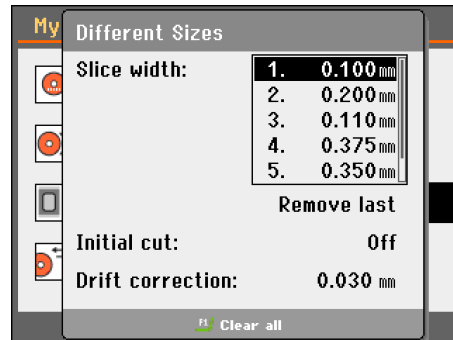 My
Different Sizes
Slice width:
1. 0.100 mm
2. 0.200 mm
3. 0.110 mm
4. 0.375 mm
5. 0.350 mm
Remove last
Initial cut: Off
Drift correction: 0.030 mm
F1 Clear all